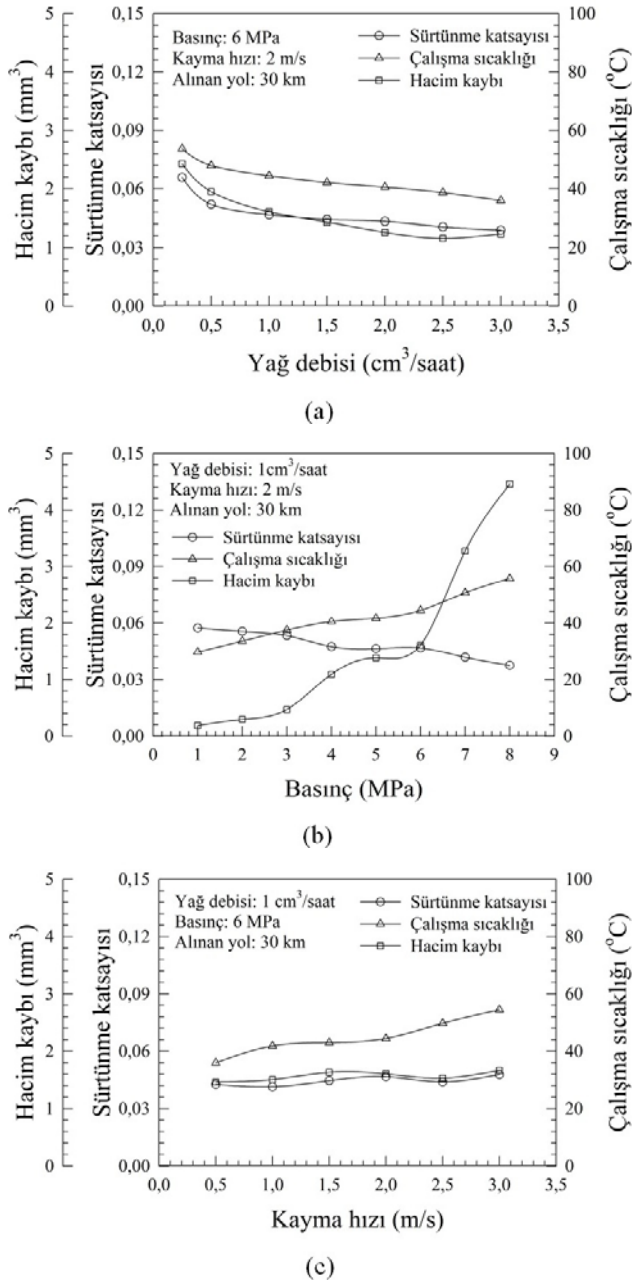 Basınç: 6 MPa
Kayma hızı: 2 m/s
Alınan yol: 30 km
Sürtünme katsayısı
Çalışma sıcaklığı
Hacim kaybı
Hacim kaybı (mm³)
5
4
3
2
1
0
Sürtünme katsayısı
0,15
0,12
0,09
0,06
0,03
0,00
Çalışma sıcaklığı (°C)
100
80
60
40
20
0
0,0 0,5 1,0 1,5 2,0 2,5 3,0 3,5
Yağ debisi (cm³/saat)
(a)
Yağ debisi: 1cm³/saat
Kayma hızı: 2 m/s
Alınan yol: 30 km
Sürtünme katsayısı
Çalışma sıcaklığı
Hacim kaybı
Hacim kaybı (mm³)
5
4
3
2
1
0
Sürtünme katsayısı
0,15
0,12
0,09
0,06
0,03
0,00
Çalışma sıcaklığı (°C)
100
80
60
40
20
0
0 1 2 3 4 5 6 7 8 9
Basınç (MPa)
(b)
Yağ debisi: 1 cm³/saat
Basınç: 6 MPa
Alınan yol: 30 km
Sürtünme katsayısı
Çalışma sıcaklığı
Hacim kaybı
Hacim kaybı (mm³)
5
4
3
2
1
0
Sürtünme katsayısı
0,15
0,12
0,09
0,06
0,03
0,00
Çalışma sıcaklığı (°C)
100
80
60
40
20
0
0,0 0,5 1,0 1,5 2,0 2,5 3,0 3,5
Kayma hızı (m/s)
(c)